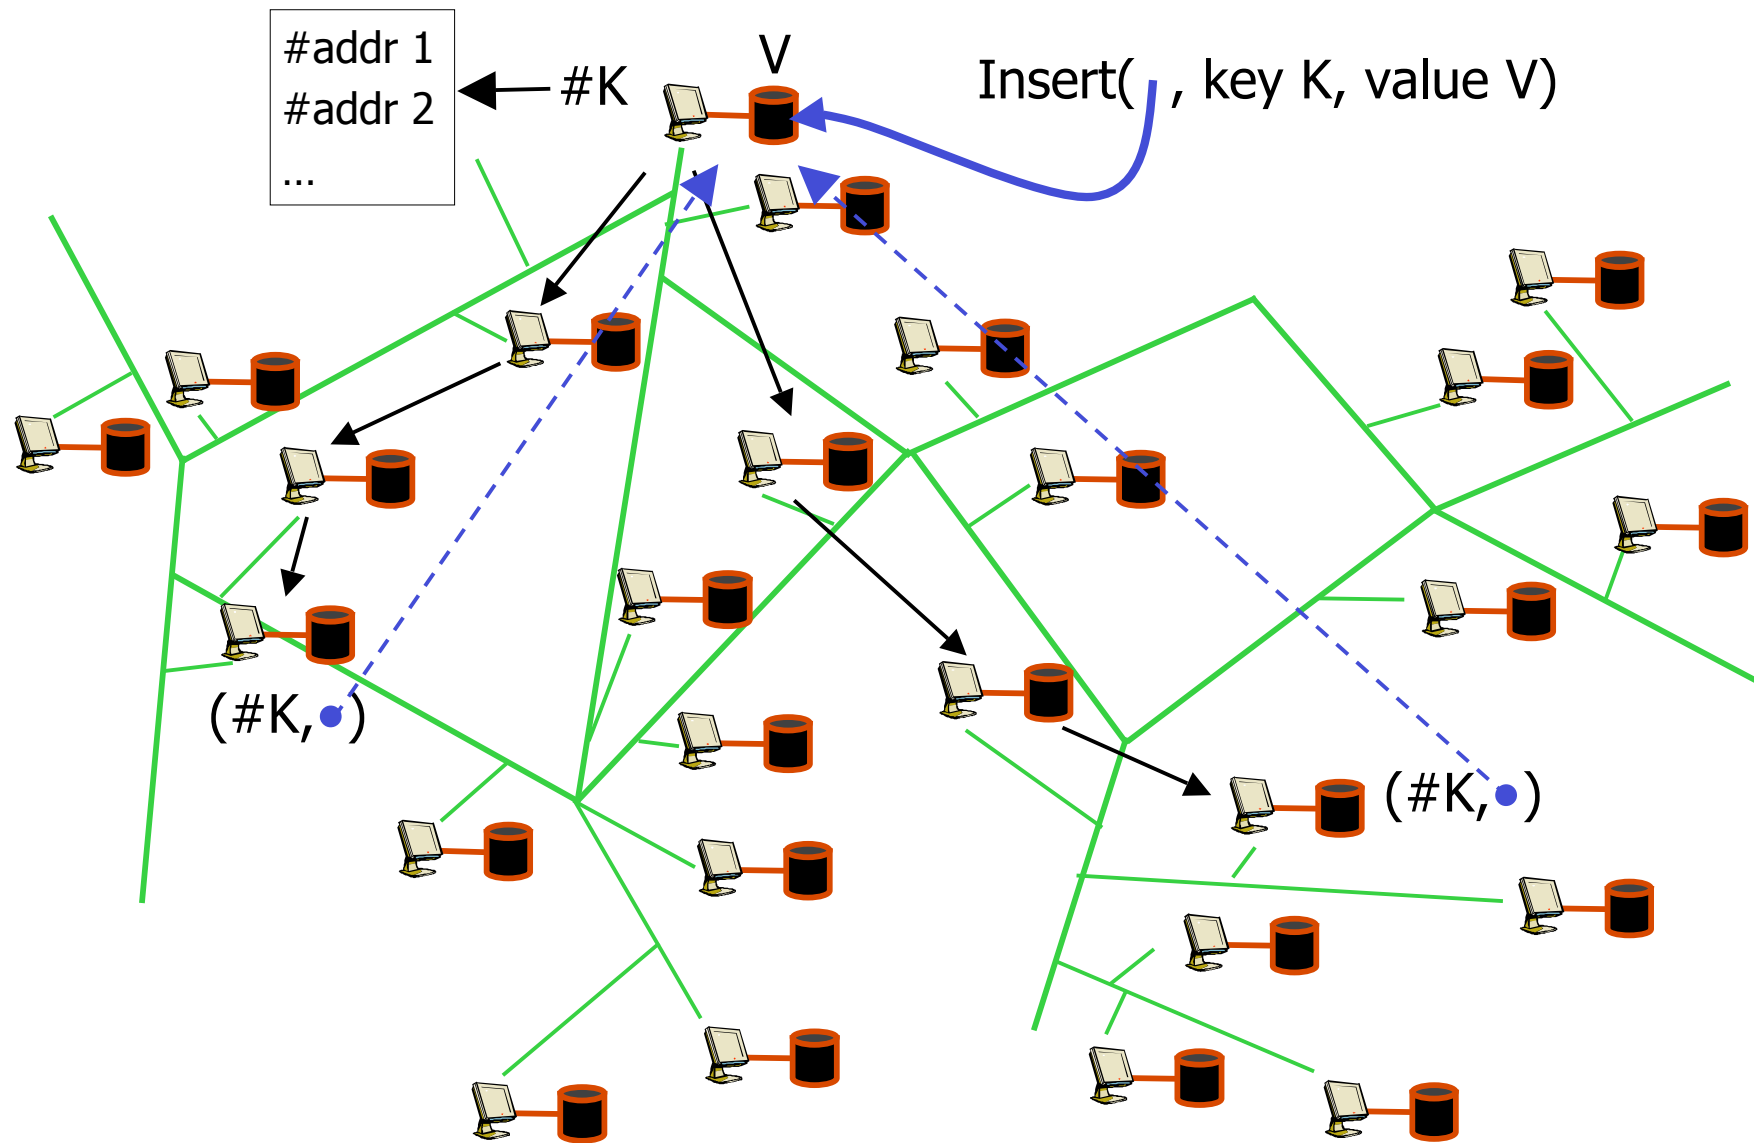 #addr 1
#addr 2
...
#K
V
Insert( , key K, value V)
(#K, )
(#K, )